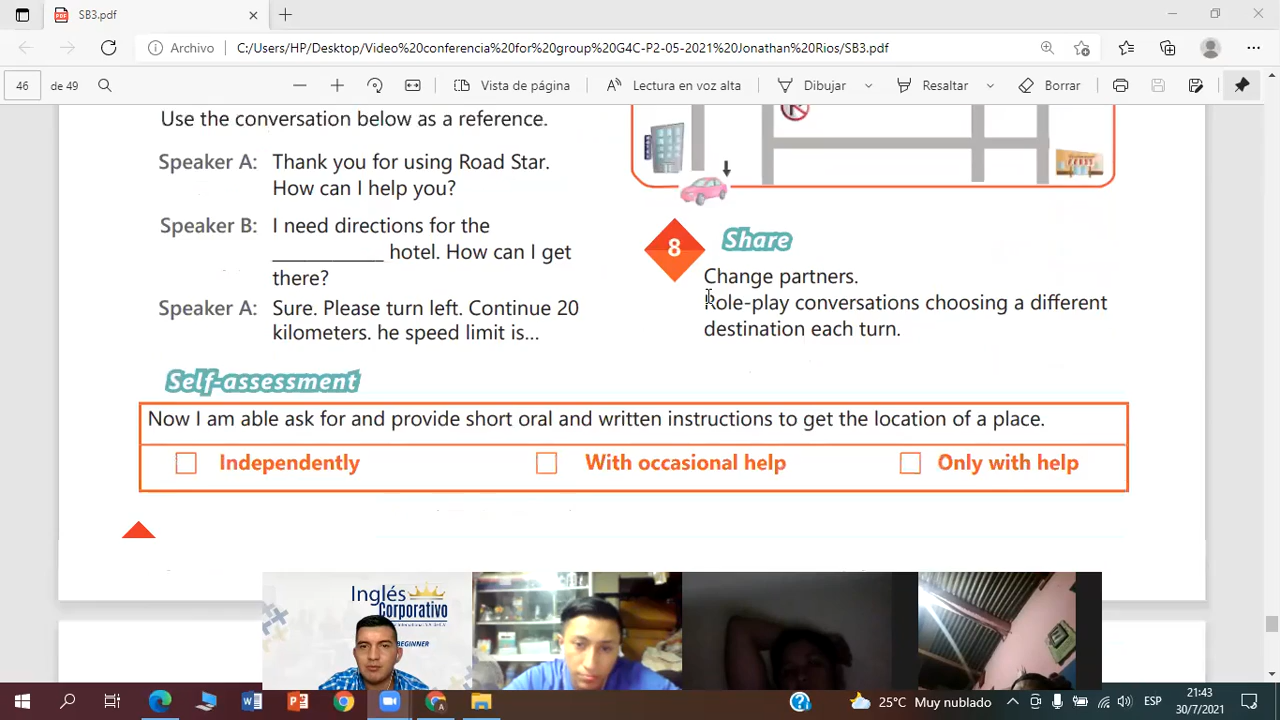 SB3.pdf
Archivo
C:/Users/HP/Desktop/Video%20conferencia%20for%20group%20G4C-P2-05-2021%20Jonathan%20Rios/SB3.pdf
46 de 49
Vista de página
Lectura en voz alta
Dibujar
Resaltar
Borrar
Use the conversation below as a reference.
Speaker A: Thank you for using Road Star.
How can I help you?
Speaker B: I need directions for the
____________ hotel. How can I get
there?
Speaker A: Sure. Please turn left. Continue 20
kilometers. he speed limit is...
8 Share
Change partners.
Role-play conversations choosing a different
destination each turn.
Self-assessment
Now I am able ask for and provide short oral and written instructions to get the location of a place.
Independently
With occasional help
Only with help
Inglés
Corporativo
BEGINNER
25°C Muy nublado
ESP
21:43
30/7/2021